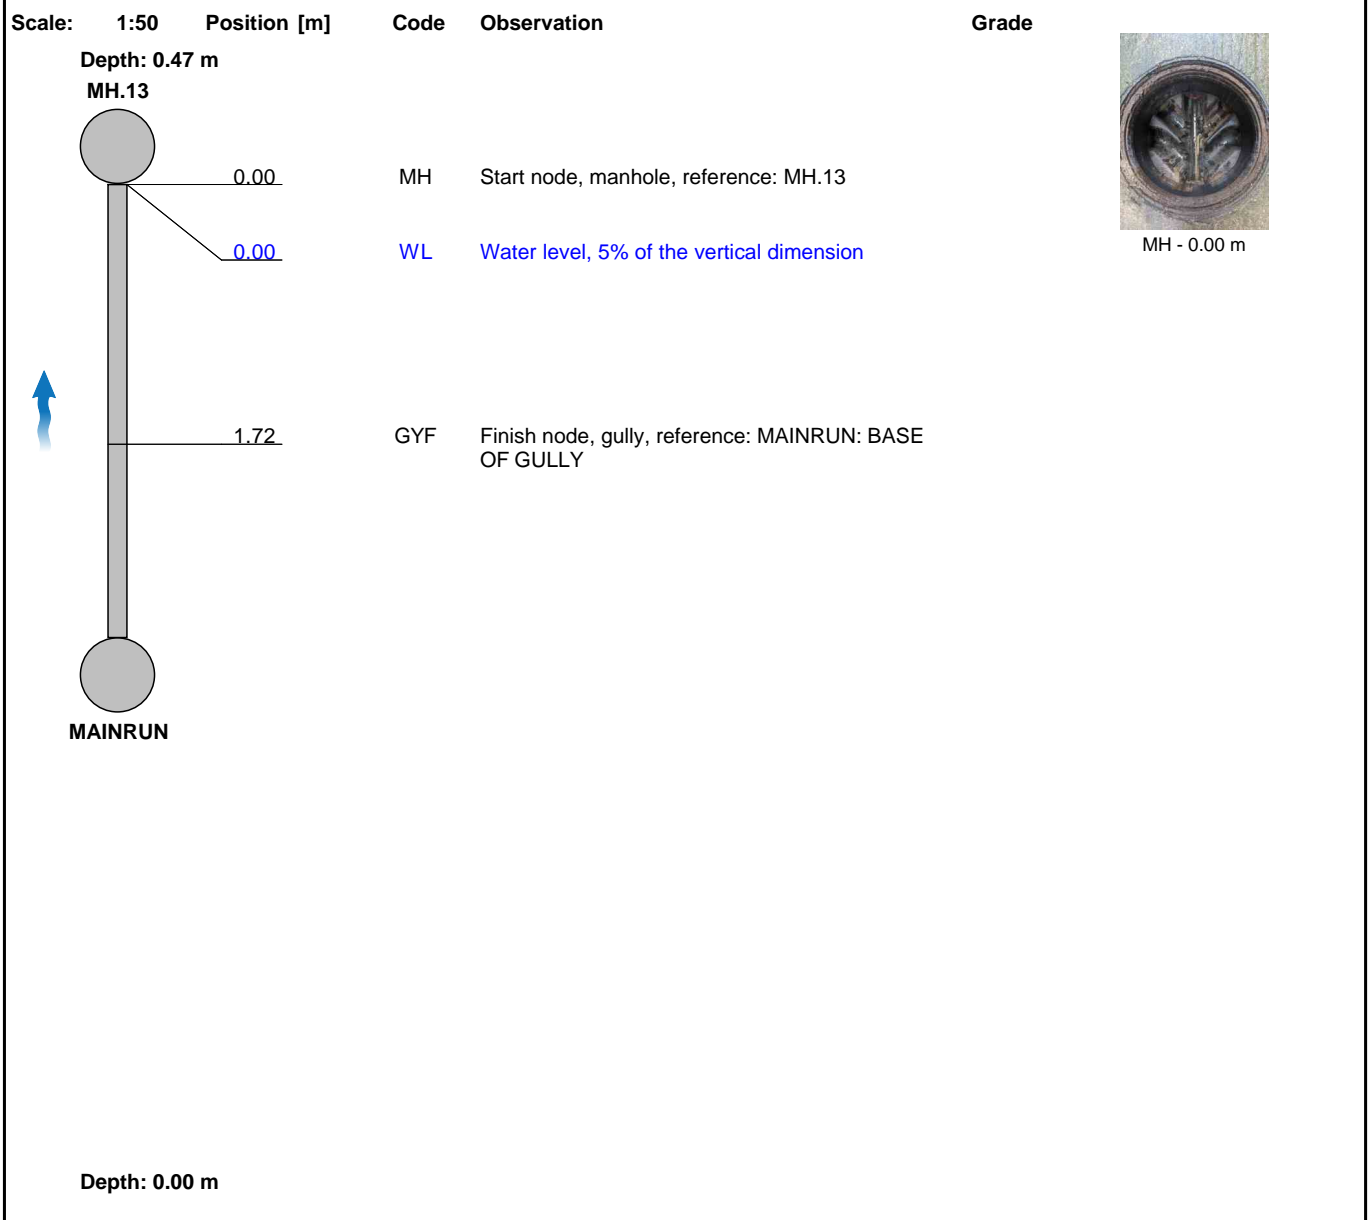 Scale: 1:50 Position [m] Code Observation Grade
Depth: 0.47 m
MH.13
0.00 MH Start node, manhole, reference: MH.13
0.00 WL Water level, 5% of the vertical dimension
MH - 0.00 m
1.72 GYF Finish node, gully, reference: MAINRUN: BASE
OF GULLY
MAINRUN
Depth: 0.00 m